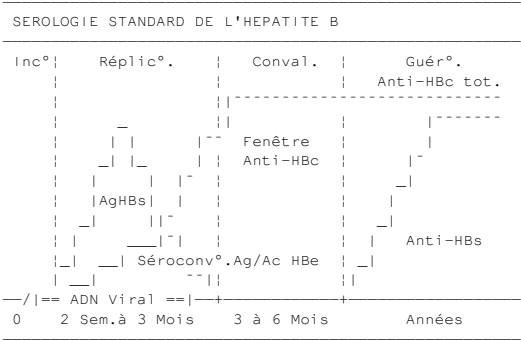 SEROLOGIE STANDARD DE L'HEPATITE B
Inc° Réplic°. Conval. Guér°.
Anti-HBc tot.
Fenêtre
Anti-HBc
AgHBs
Anti-HBs
Séroconv°.Ag/Ac HBe
ADN Viral
0 2 Sem.à 3 Mois 3 à 6 Mois Années